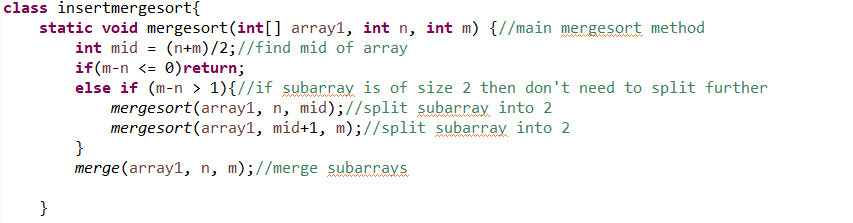 class insertmergesort{
static void mergesort(int[] array1, int n, int m) {//main mergesort method
int mid = (n+m)/2;//find mid of array
if(m-n <= 0)return;
else if (m-n > 1){//if subarray is of size 2 then don't need to split further
mergesort(array1, n, mid);//split subarray into 2
mergesort(array1, mid+1, m);//split subarray into 2
}
merge(array1, n, m);//merge subarrays
}